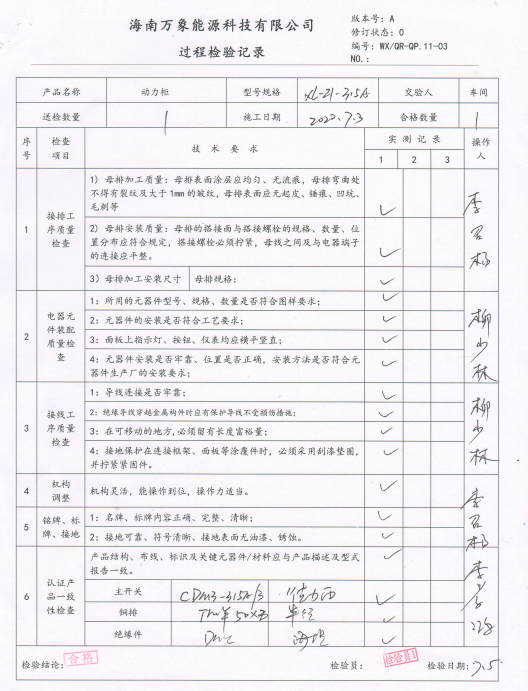 海南万象能源科技有限公司
过程检验记录
版本号：A
修订状态：0
编号：WX/QR-QP.11-03
NO.：
产品名称 动力柜 型号规格 XL-21-315A 交验人 车间
送检数量 1 施工日期 2020.7.3 合格数量 1
序号 检查项目 技 术 要 求 实 测 记 录 操作人
1 2 3
1 接排工序质量检查
1）母排加工质量：母排表面涂层应均匀、无流痕，母排弯曲处
不得有裂纹及大于1mm的皱纹，母排表面应无起皮、锤痕、凹坑、
毛刺等
2）母排安装质量：母排的搭接面与搭接螺栓的规格、数量、位
置分布应符合规定，搭接螺栓必须拧紧，母线之间及与电器端子
的连接应平整。
3）母排加工安装尺寸 母排规格：
2 电器元件装配质量检查
1：所用的元器件型号、规格、数量是否符合图样要求；
2：元器件的安装是否符合工艺要求；
3：面板上指示灯、按钮、仪表均应横平竖直；
4：元器件安装是否牢靠、位置是否正确，安装方法是否符合元
器件生产厂的安装要求；
柳少林
3 接线工序质量检查
1：导线连接是否牢靠；
2：绝缘导线穿越金属构件时应有保护导线不受损伤措施；
3：在可移动的地方,必须留有长度富裕量；
4：接地保护在连接框架、面板等涂覆件时，必须采用刮漆垫圈，
并拧紧紧固件。
柳少林
4 机构调整 机构灵活，能操作到位，操作力适当。
5 铭牌、标牌、接地
1：名牌、标牌内容正确、完整、清晰；
2：接地可靠、符号清晰、接地表面无油漆、锈蚀。
6 认证产品一致性检查
产品结构、布线、标识及关键元器件/材料应与产品描述及型式
报告一致。
主开关 CDM3-315A/3 德力西
铜排
绝缘件 DMC
检验结论： 合格 检验员： 检验员1 检验日期: 7.5